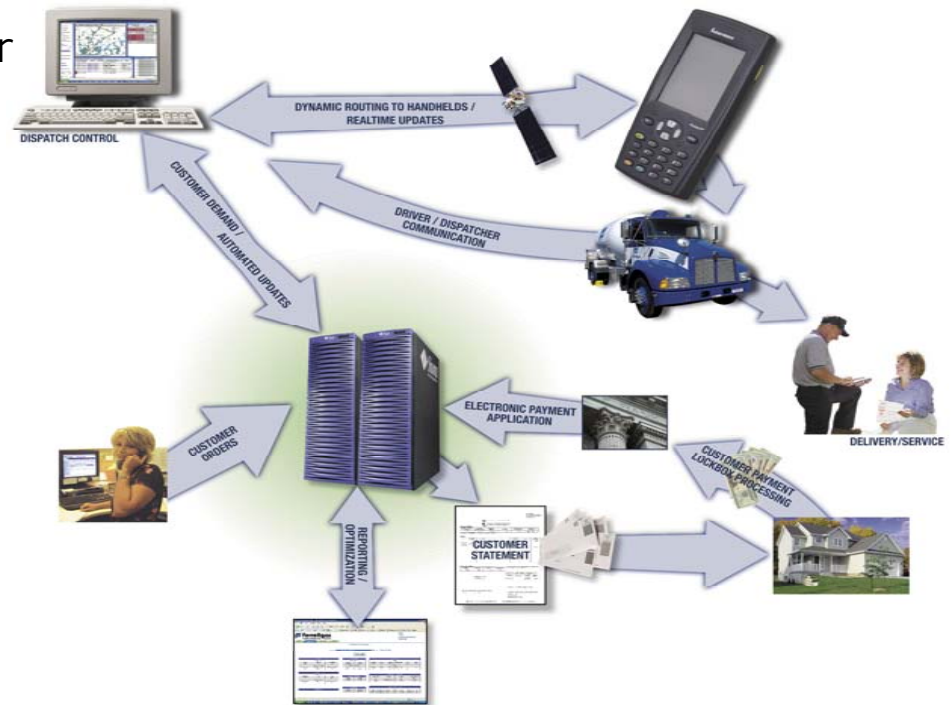 r
DISPATCH CONTROL
DYNAMIC ROUTING TO HANDHELDS /
REALTIME UPDATES
CUSTOMER DEMAND /
AUTOMATED UPDATES
DRIVER / DISPATCHER
COMMUNICATION
DELIVERY/SERVICE
ELECTRONIC PAYMENT
APPLICATION
CUSTOMER
ORDERS
CUSTOMER PAYMENT
LOCKBOX PROCESSING
CUSTOMER
STATEMENT
REPORTING /
OPTIMIZATION